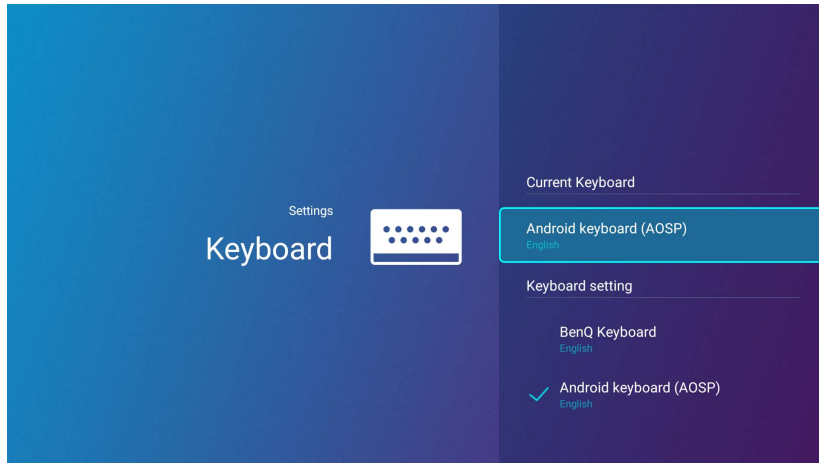 Settings
Keyboard
Current Keyboard
Android keyboard (AOSP)
English
Keyboard setting
BenQ Keyboard
English
Android keyboard (AOSP)
English